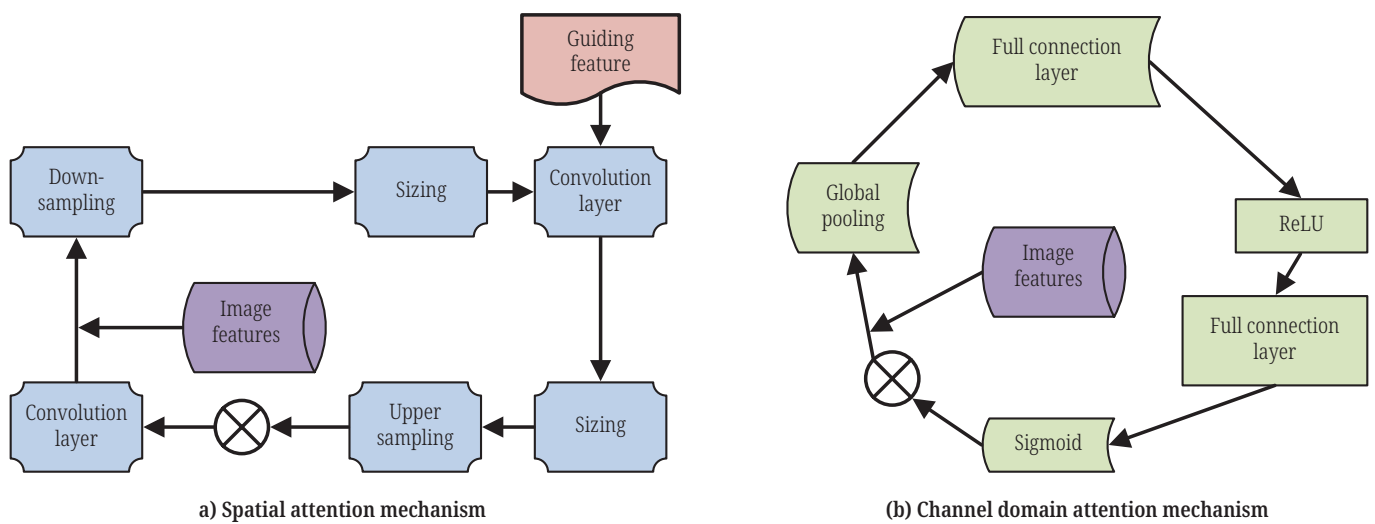 Guiding
feature
Down-
sampling
Sizing
Convolution
layer
Image
features
Convolution
layer
Upper
sampling
Sizing
a) Spatial attention mechanism
Full connection
layer
Global
pooling
ReLU
Image
features
Full connection
layer
Sigmoid
(b) Channel domain attention mechanism